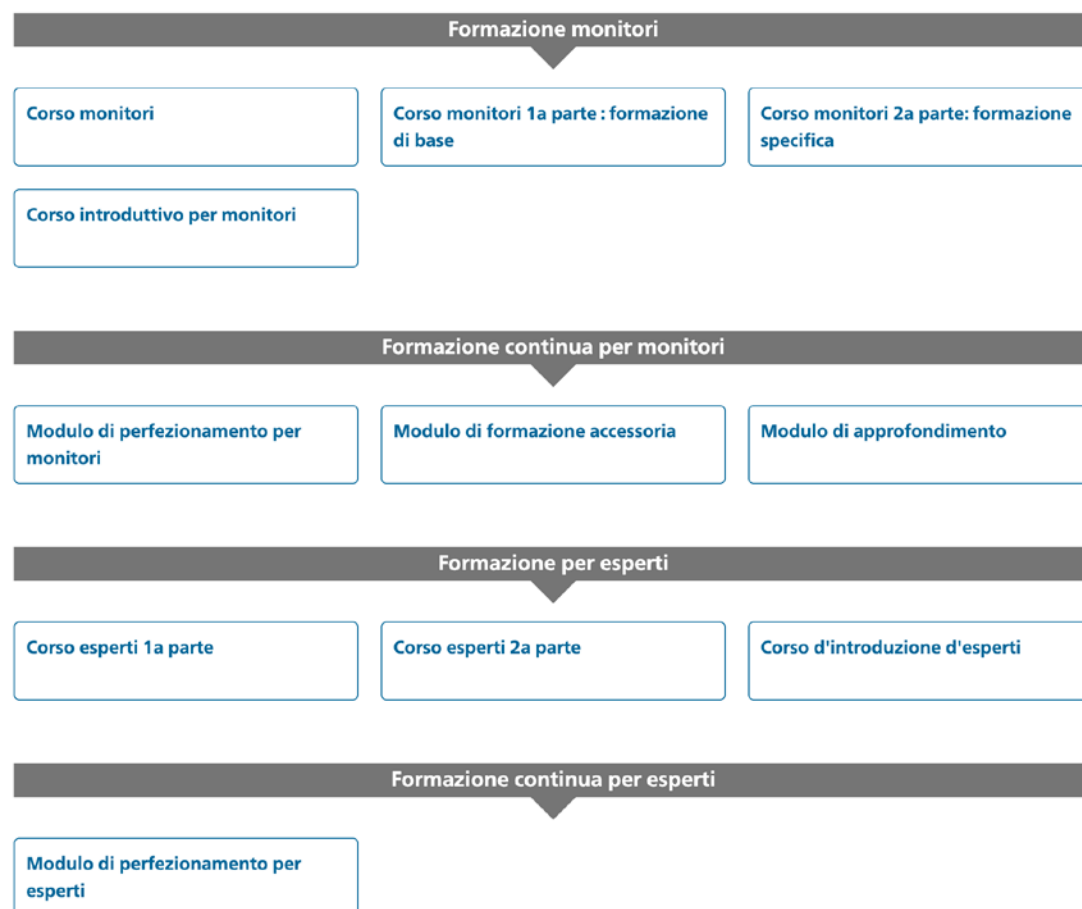 Formazione monitori
Corso monitori
Corso monitori 1a parte : formazione
di base
Corso monitori 2a parte: formazione
specifica
Corso introduttivo per monitori
Formazione continua per monitori
Modulo di perfezionamento per
monitori
Modulo di formazione accessoria
Modulo di approfondimento
Formazione per esperti
Corso esperti 1a parte
Corso esperti 2a parte
Corso d'introduzione d'esperti
Formazione continua per esperti
Modulo di perfezionamento per
esperti